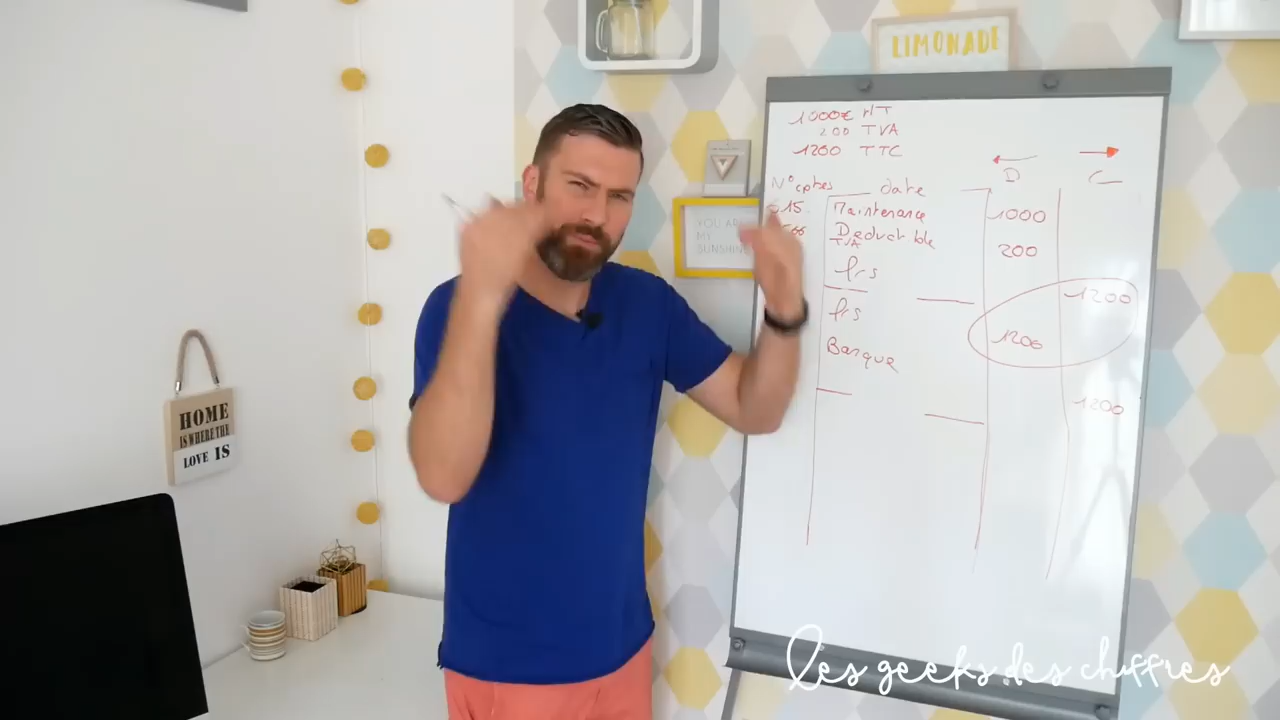 LIMONADE
1000€ HT
200 TVA
1200 TTC
D C
N° cptes date
615. Maintenance 1000
Deductible 200
TVA
frs 1200
frs 1200
Banque 1200
YOU ARE
MY
SUNSHINE
HOME
IS WHERE THE
LOVE IS
les geeks des chiffres